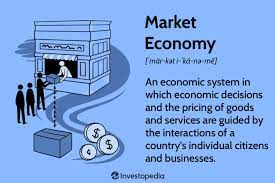 Market
Economy
[ˈmär-kət i-ˈkä-nə-mē]
An economic system in
which economic decisions
and the pricing of goods
and services are guided by
the interactions of a
country's individual citizens
and businesses.
Investopedia